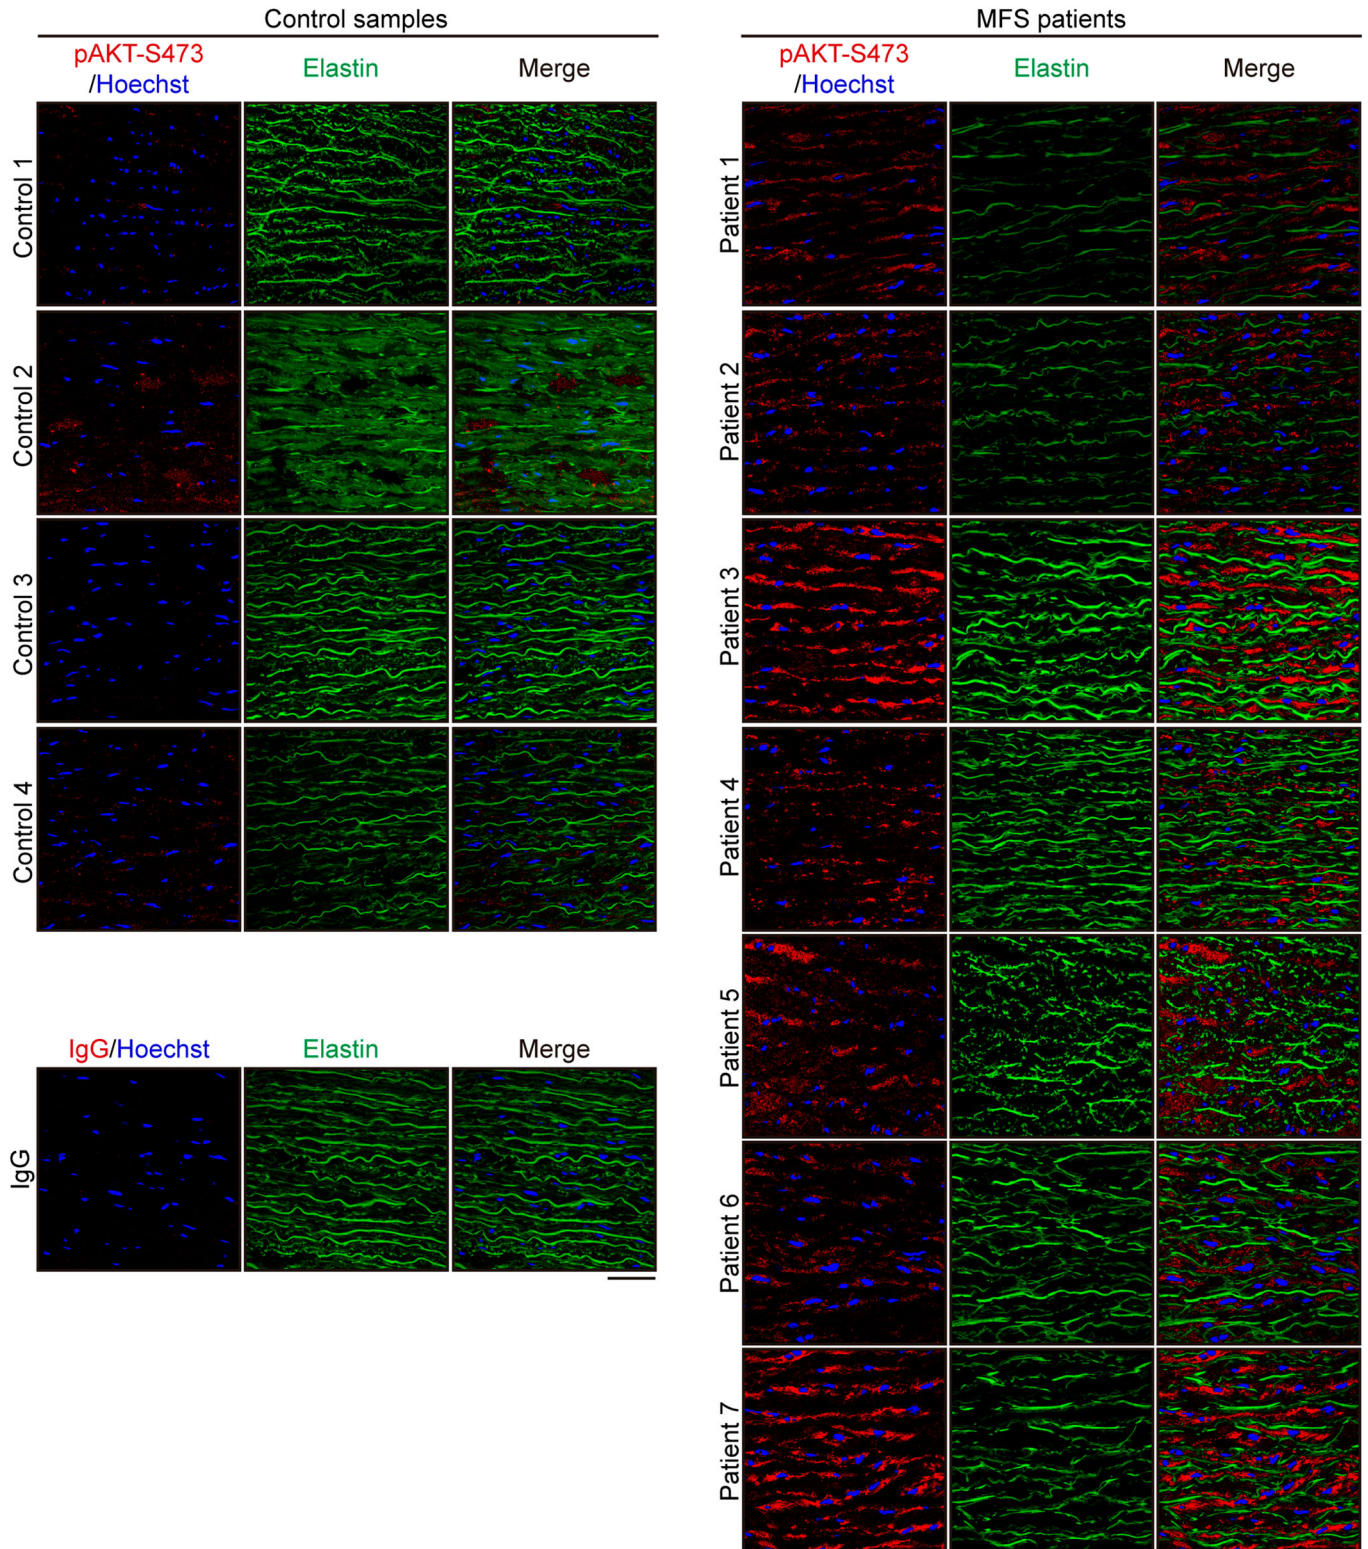 Control samples
pAKT-S473
/Hoechst
Elastin
Merge
Control 1
Control 2
Control 3
Control 4
IgG/Hoechst
Elastin
Merge
IgG
MFS patients
pAKT-S473
/Hoechst
Elastin
Merge
Patient 1
Patient 2
Patient 3
Patient 4
Patient 5
Patient 6
Patient 7